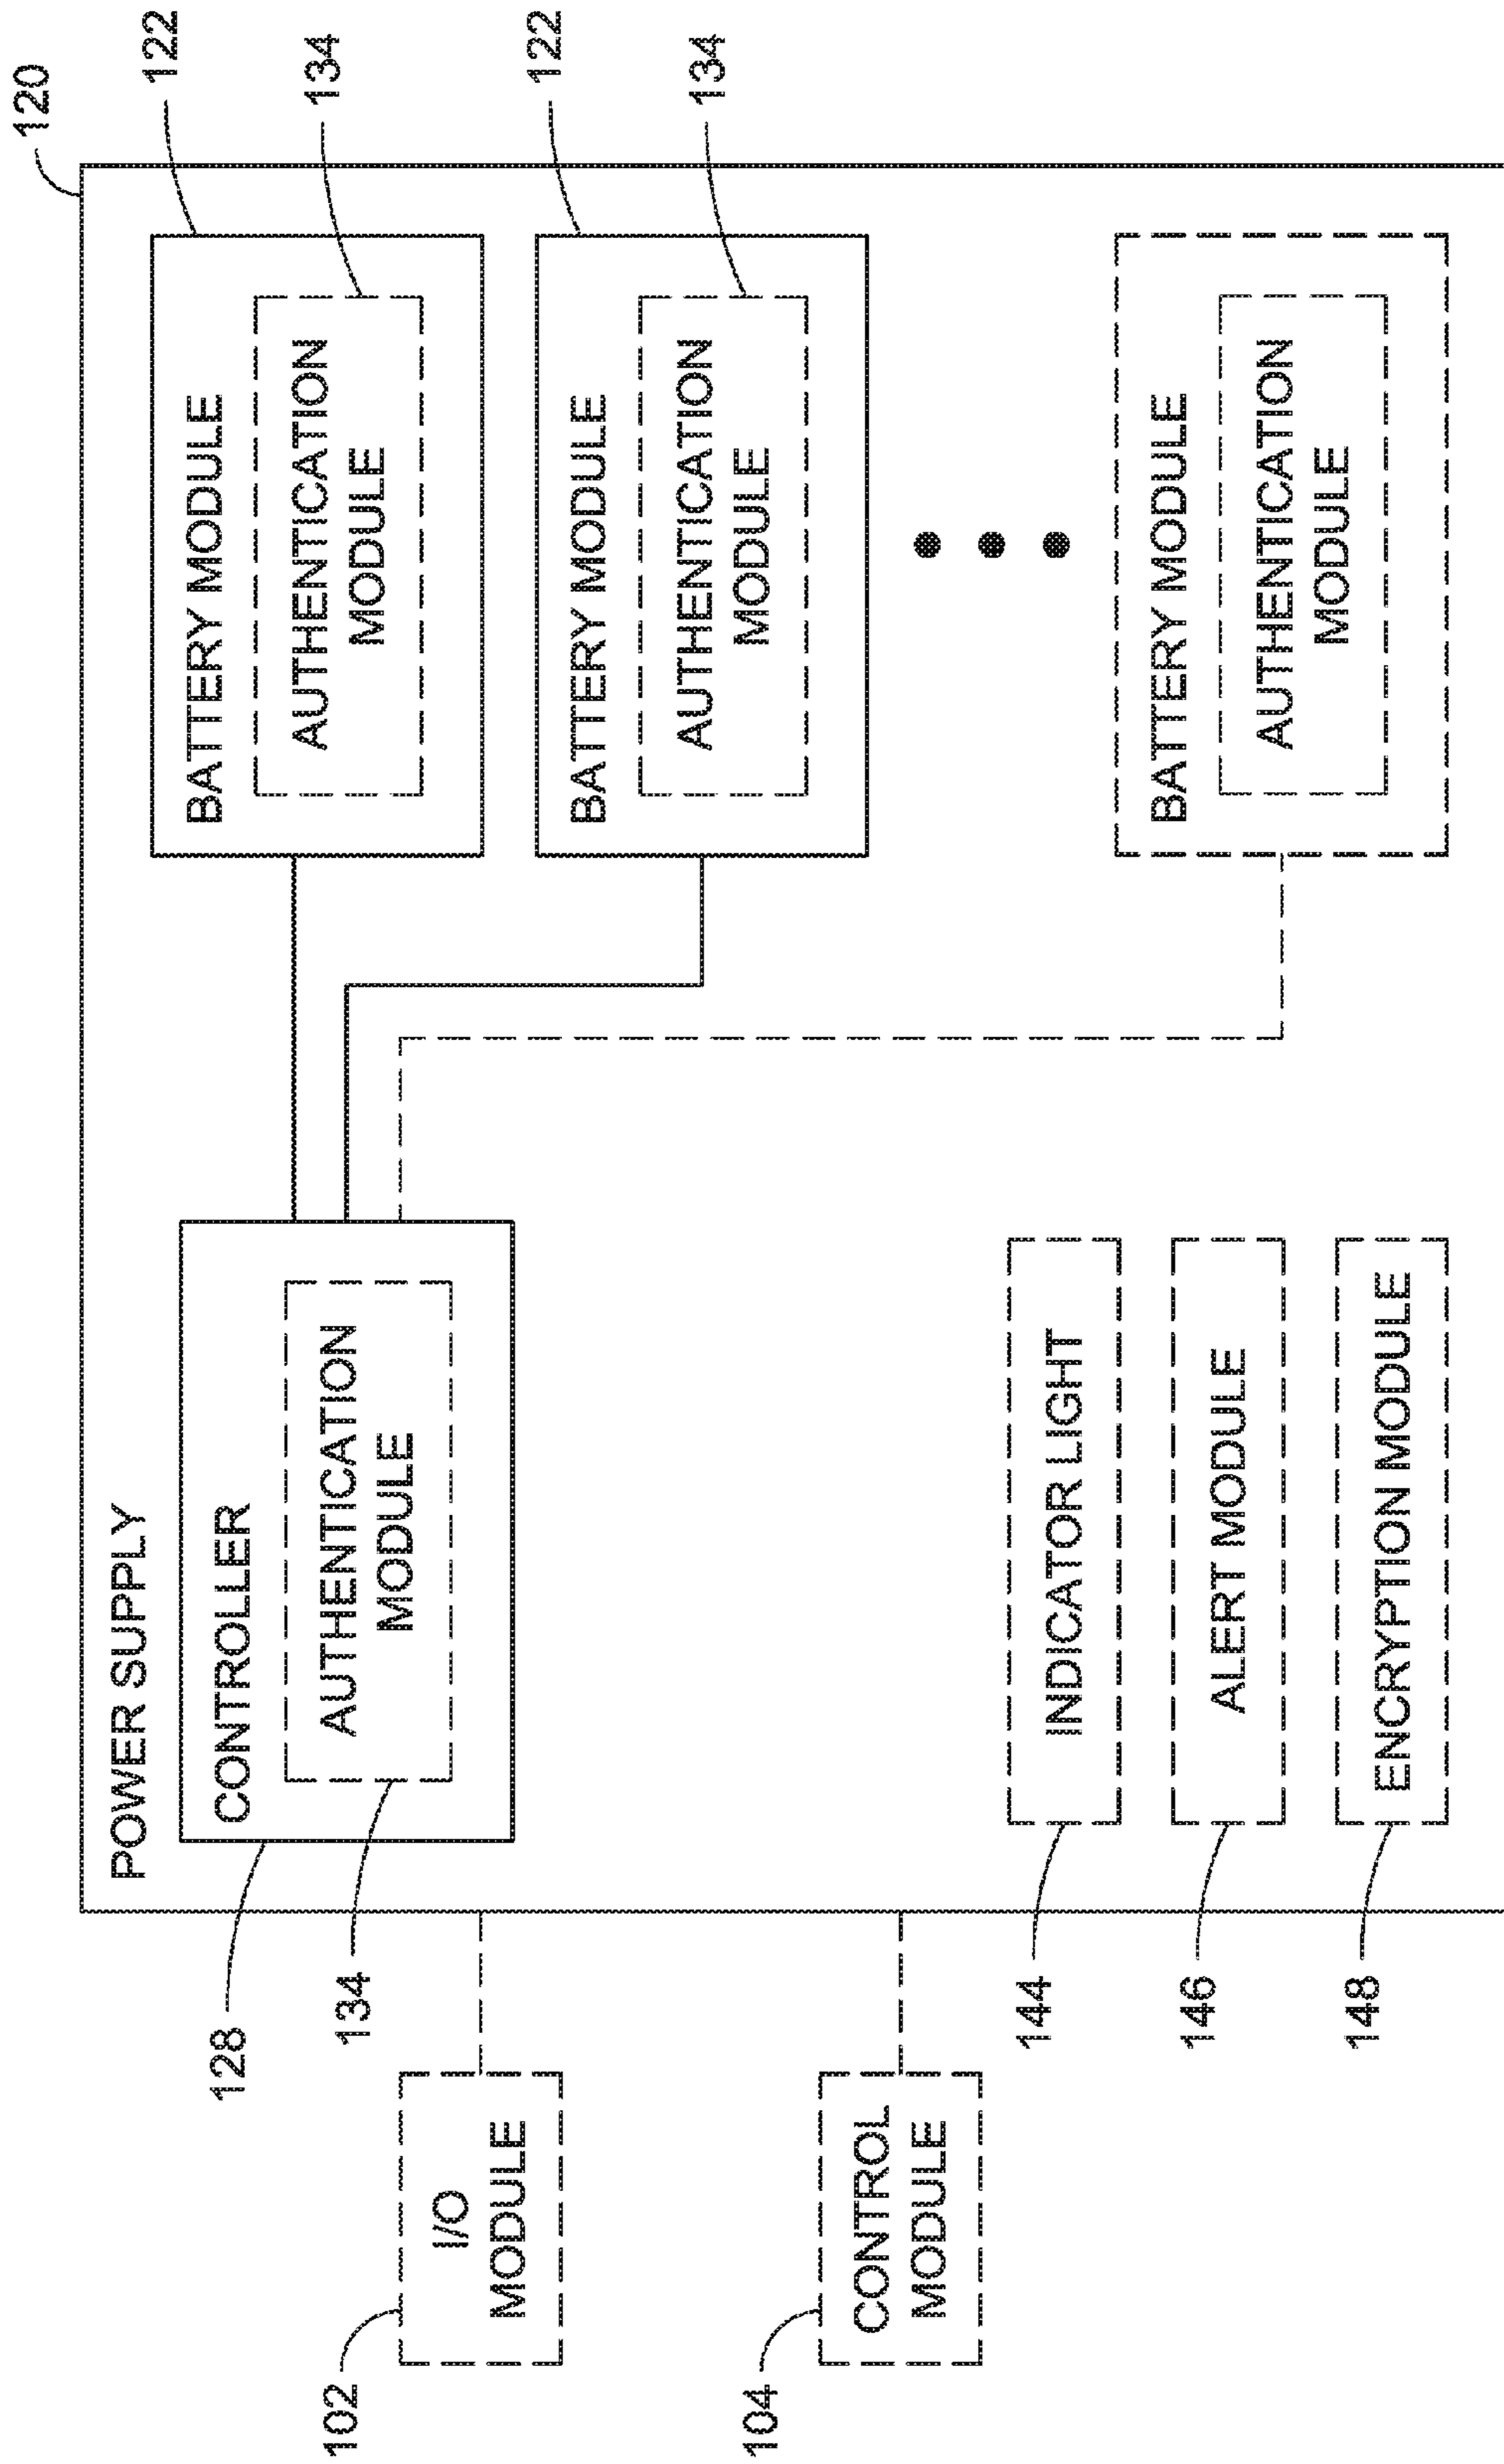 120
POWER SUPPLY
128
CONTROLLER
134
AUTHENTICATION
MODULE
122
BATTERY MODULE
134
AUTHENTICATION
MODULE
122
BATTERY MODULE
134
AUTHENTICATION
MODULE
BATTERY MODULE
AUTHENTICATION
MODULE
102
I/O
MODULE
104
CONTROL
MODULE
144
INDICATOR LIGHT
146
ALERT MODULE
148
ENCRYPTION MODULE